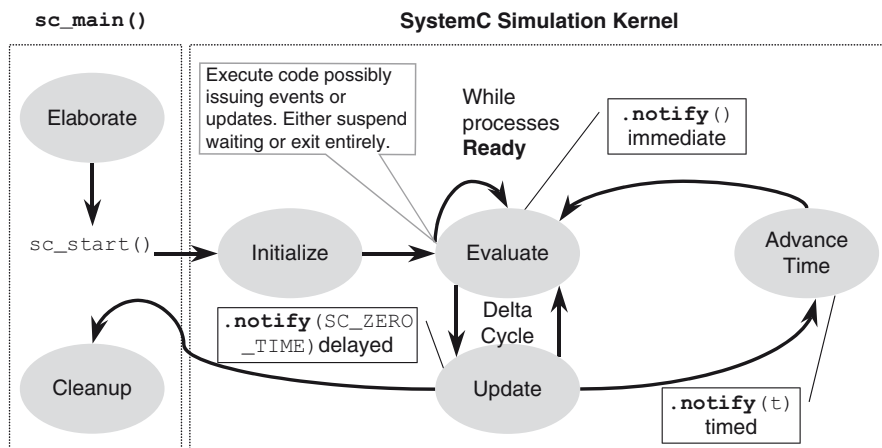 sc_main()
SystemC Simulation Kernel
Execute code possibly
issuing events or
updates. Either suspend
waiting or exit entirely.
While
processes
Ready
.notify()
immediate
Elaborate
sc_start()
Initialize
Evaluate
Advance
Time
.notify(SC_ZERO
_TIME)delayed
Delta
Cycle
Cleanup
Update
.notify(t)
timed